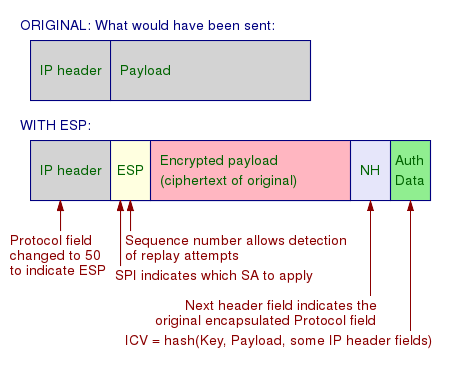 ORIGINAL: What would have been sent:
IP header
Payload
WITH ESP:
IP header
ESP
Encrypted payload
(ciphertext of original)
NH
Auth
Data
Protocol field
changed to 50
to indicate ESP
Sequence number allows detection
of replay attempts
SPI indicates which SA to apply
Next header field indicates the
original encapsulated Protocol field
ICV = hash(Key, Payload, some IP header fields)